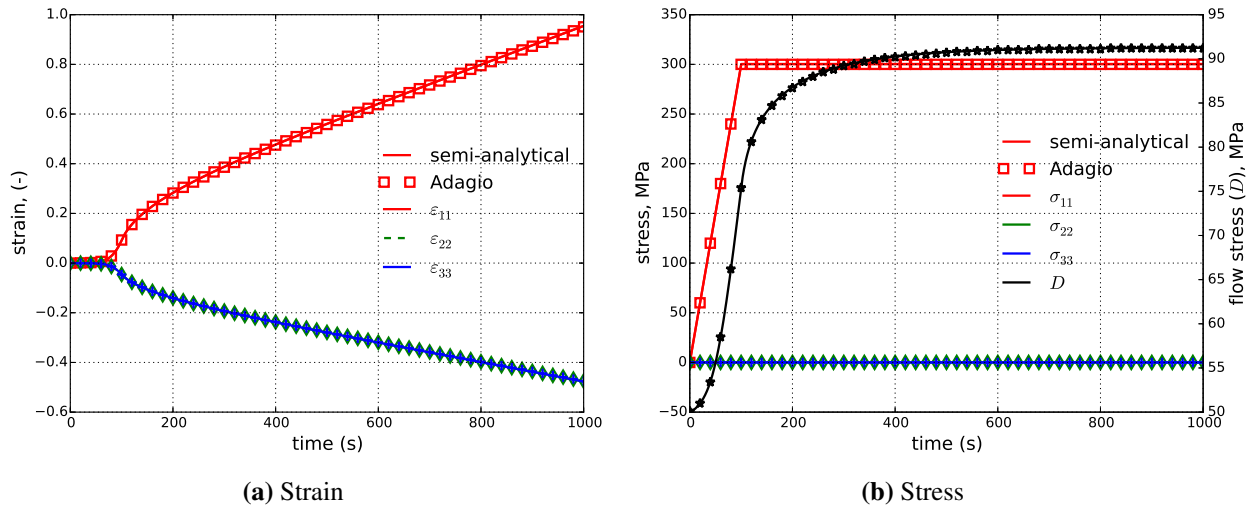 1.0
0.8
0.6
0.4
0.2
0.0
−0.2
−0.4
−0.6
0 200 400 600 800 1000
time (s)
strain, (-)
semi-analytical
Adagio
ε11
ε22
ε33
(a) Strain
350
300
250
200
150
100
50
0
−50
0 200 400 600 800 1000
time (s)
stress, MPa
semi-analytical
Adagio
σ11
σ22
σ33
D
95
90
85
80
75
70
65
60
55
50
flow stress (D), MPa
(b) Stress